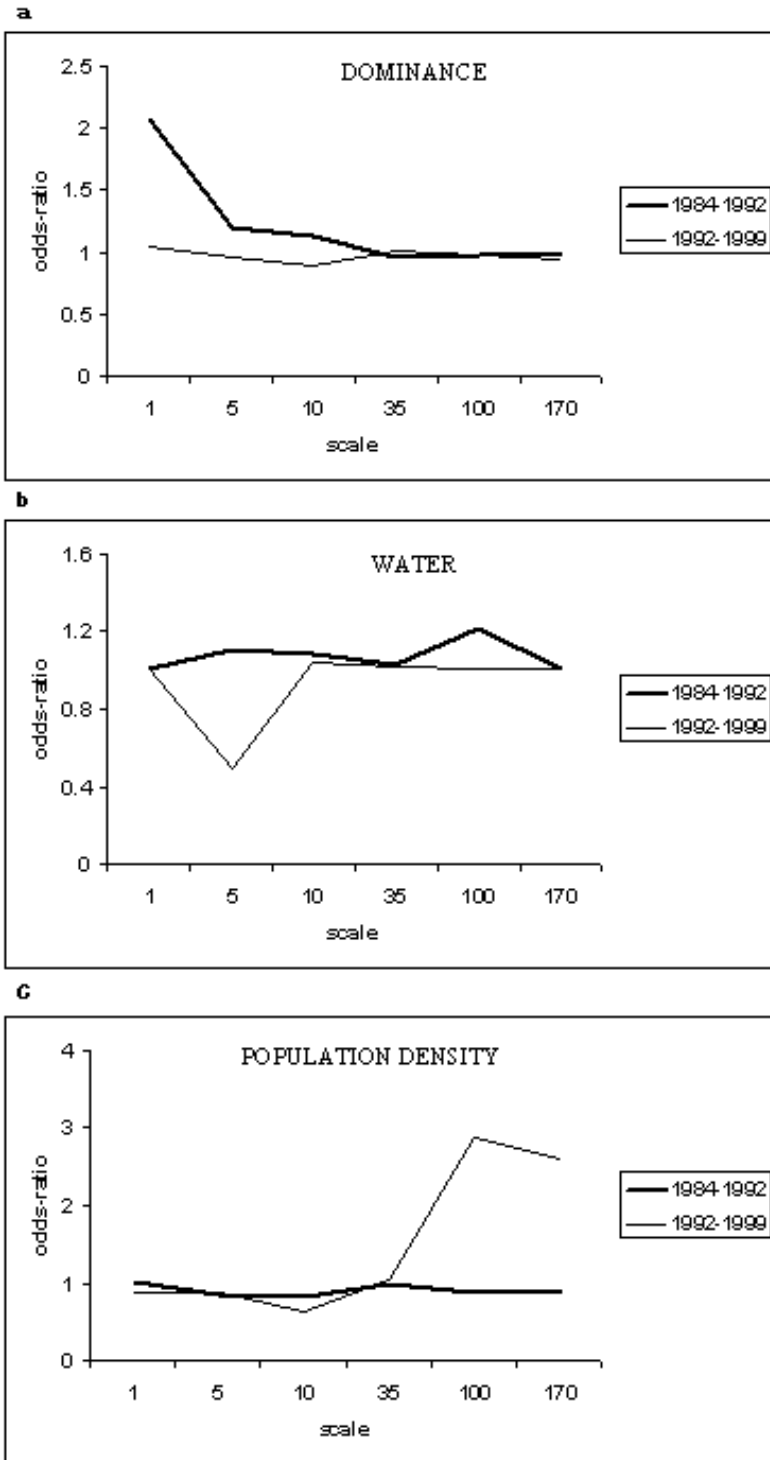 a
DOMINANCE
2.5
2
1.5
1
0.5
0
odds-ratio
1 5 10 35 100 170
scale
1984-1992
1992-1999
b
WATER
1.6
1.2
0.8
0.4
0
odds-ratio
1 5 10 35 100 170
scale
1984-1992
1992-1999
c
POPULATION DENSITY
4
3
2
1
0
odds-ratio
1 5 10 35 100 170
scale
1984-1992
1992-1999